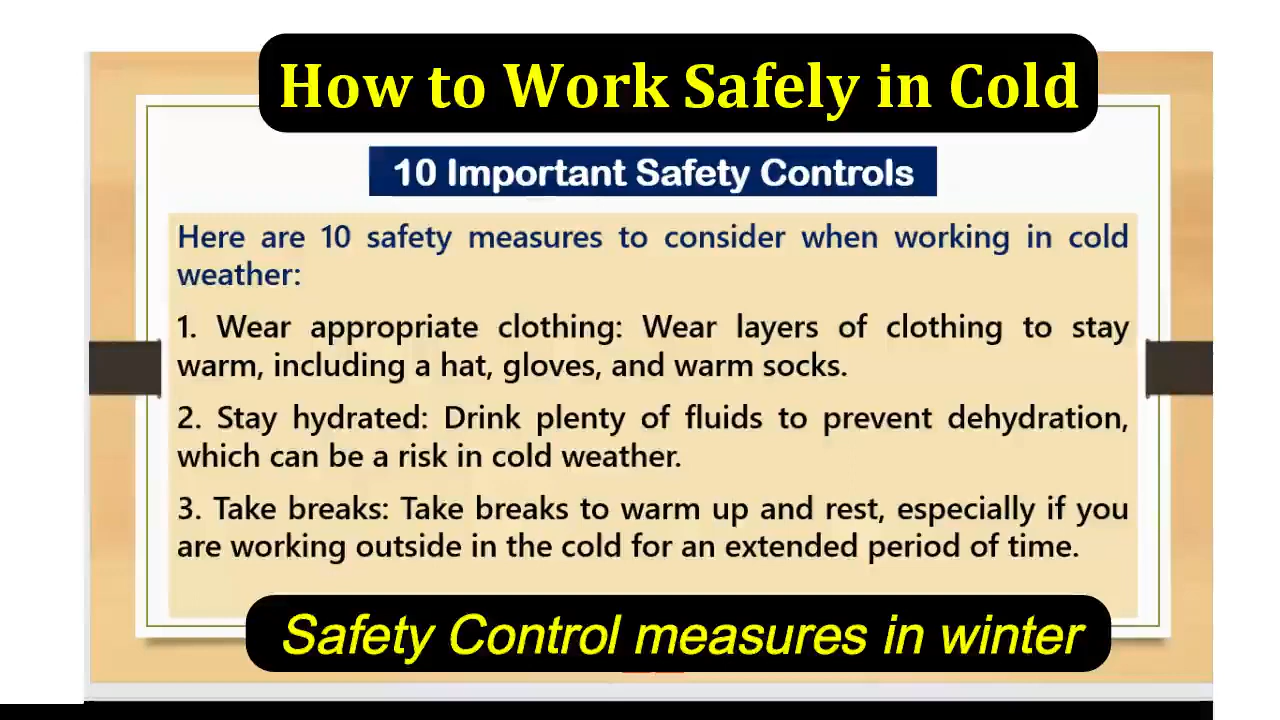 How to Work Safely in Cold
10 Important Safety Controls
Here are 10 safety measures to consider when working in cold
weather:
1. Wear appropriate clothing: Wear layers of clothing to stay
warm, including a hat, gloves, and warm socks.
2. Stay hydrated: Drink plenty of fluids to prevent dehydration,
which can be a risk in cold weather.
3. Take breaks: Take breaks to warm up and rest, especially if you
are working outside in the cold for an extended period of time.
Safety Control measures in winter